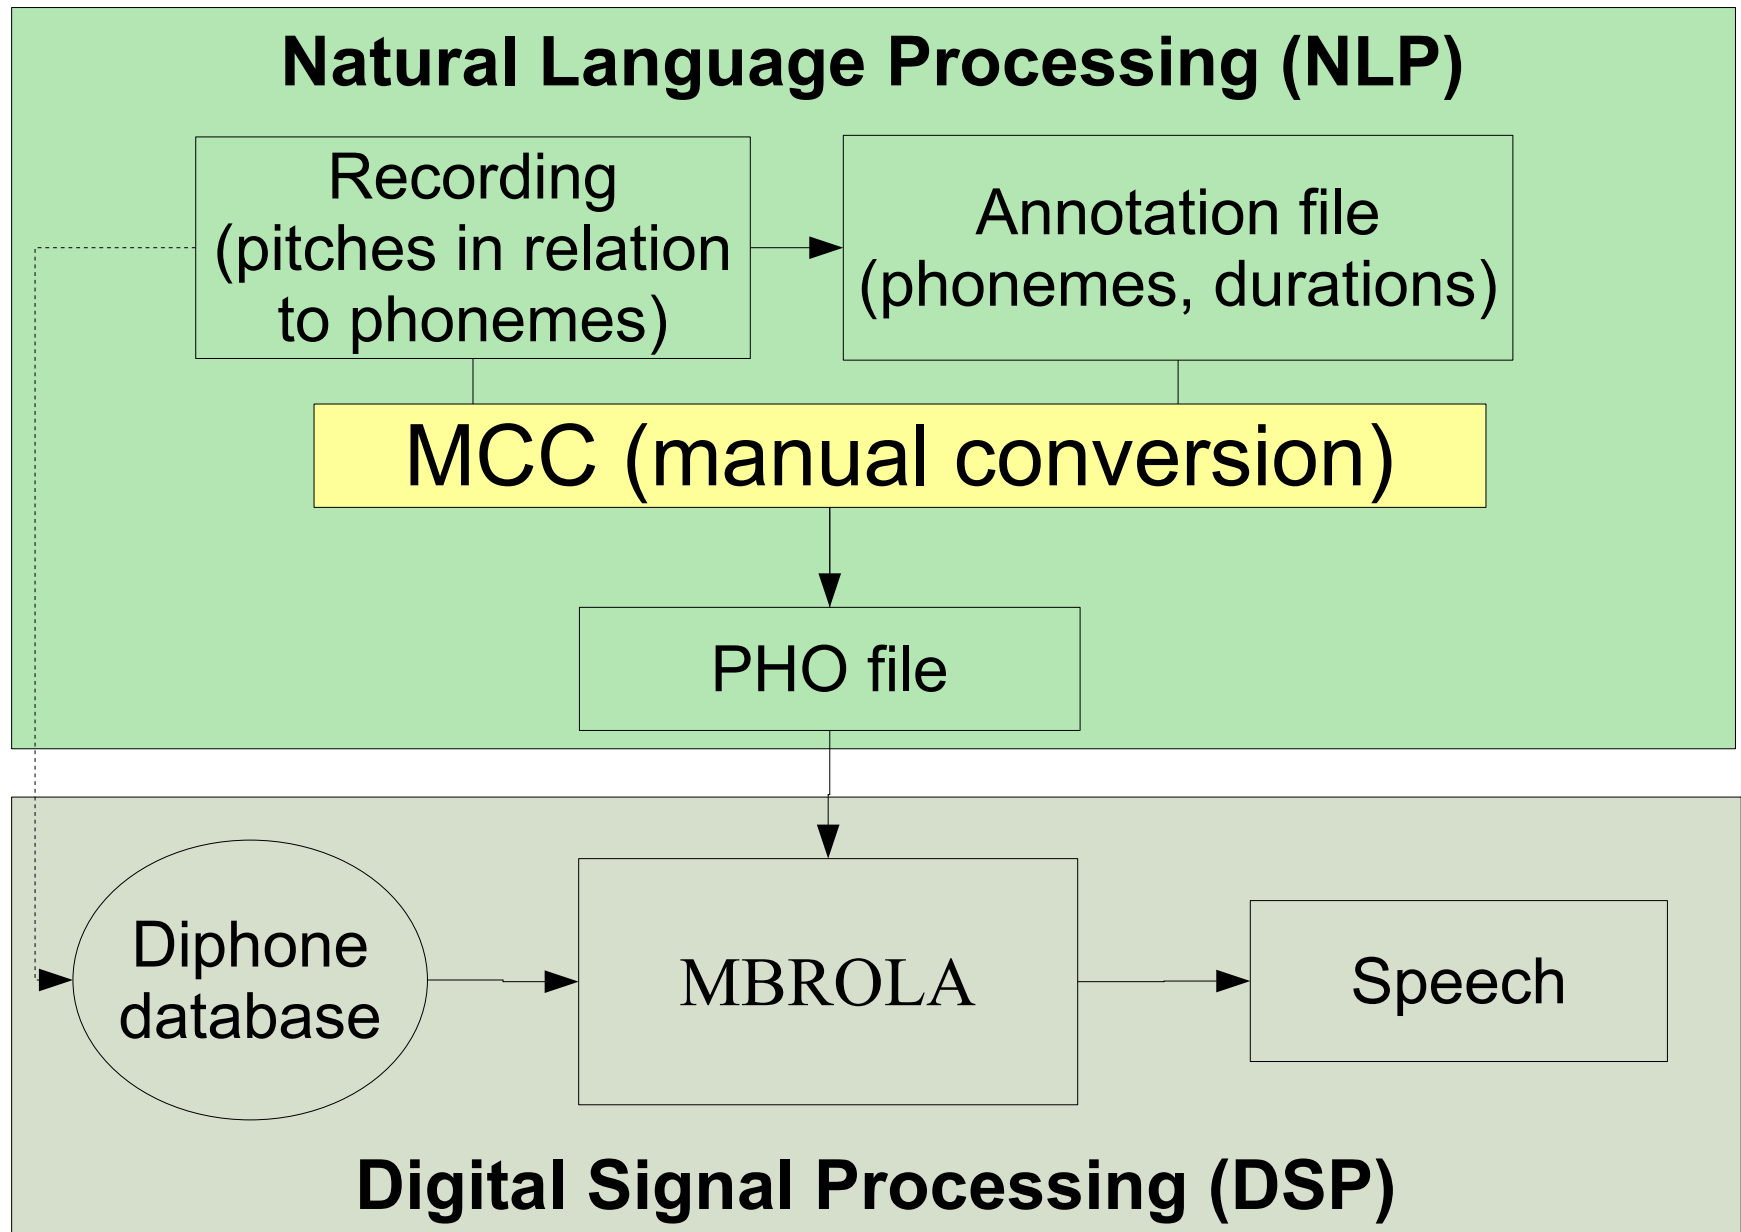 Natural Language Processing (NLP)
Recording
(pitches in relation
to phonemes)
Annotation file
(phonemes, durations)
MCC (manual conversion)
PHO file
Diphone
database
MBROLA
Speech
Digital Signal Processing (DSP)